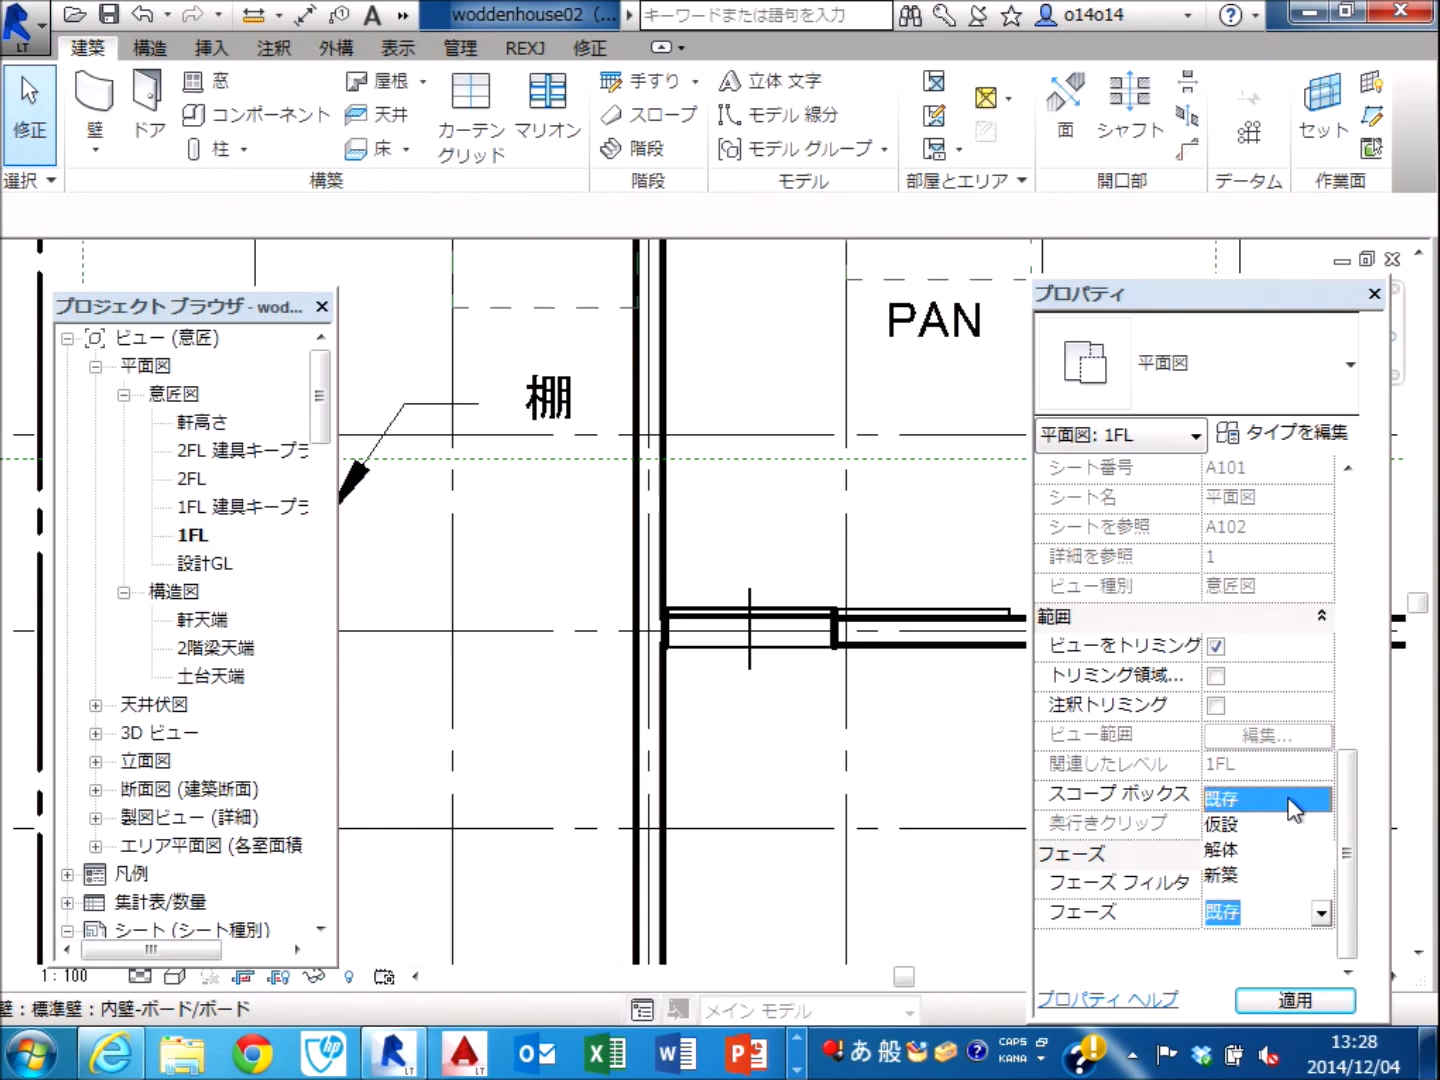 woddenhouse02 (...
キーワードまたは語句を入力
o14o14
LT
建築 構造 挿入 注釈 外構 表示 管理 REXJ 修正
修正
壁
ドア
窓
コンポーネント
柱
屋根
天井
床
カーテン グリッド
マリオン
手すり
スロープ
階段
立体 文字
モデル 線分
モデル グループ
面
シャフト
セット
選択
構築
階段
モデル
部屋とエリア
開口部
データム
作業面
プロジェクト ブラウザ - wod...
ビュー (意匠)
平面図
意匠図
軒高さ
2FL 建具キープラ
2FL
1FL 建具キープラ
1FL
設計GL
構造図
軒天端
2階梁天端
土台天端
天井伏図
3D ビュー
立面図
断面図 (建築断面)
製図ビュー (詳細)
エリア平面図 (各室面積
凡例
集計表/数量
シート (シート種別)
棚
PAN
プロパティ
平面図
平面図: 1FL
タイプを編集
シート番号 A101
シート名 平面図
シートを参照 A102
詳細を参照 1
ビュー種別 意匠図
範囲
ビューをトリミング
トリミング領域...
注釈トリミング
ビュー範囲 編集...
関連したレベル 1FL
スコープ ボックス
既存
奥行きクリップ
仮設
フェーズ
解体
フェーズ フィルタ
新築
フェーズ 既存
プロパティ ヘルプ
適用
1 : 100
壁 : 標準壁 : 内壁-ボード/ボード
メイン モデル
あ 般
CAPS
KANA
13:28
2014/12/04